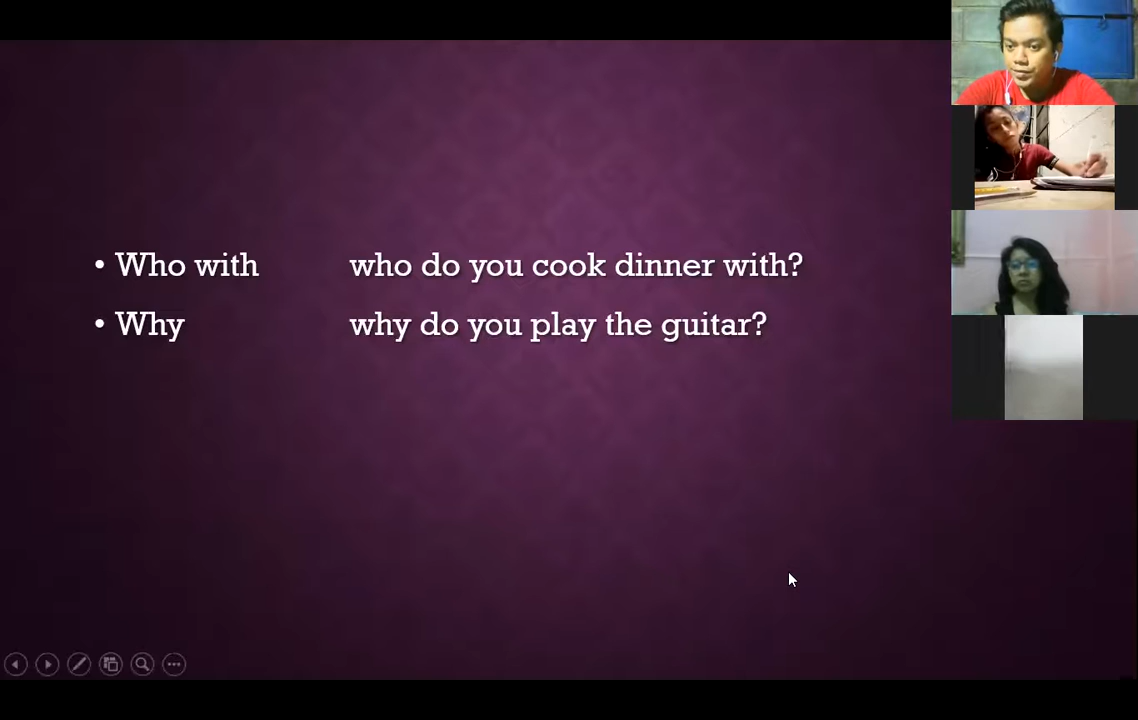 • Who with who do you cook dinner with?
• Why why do you play the guitar?